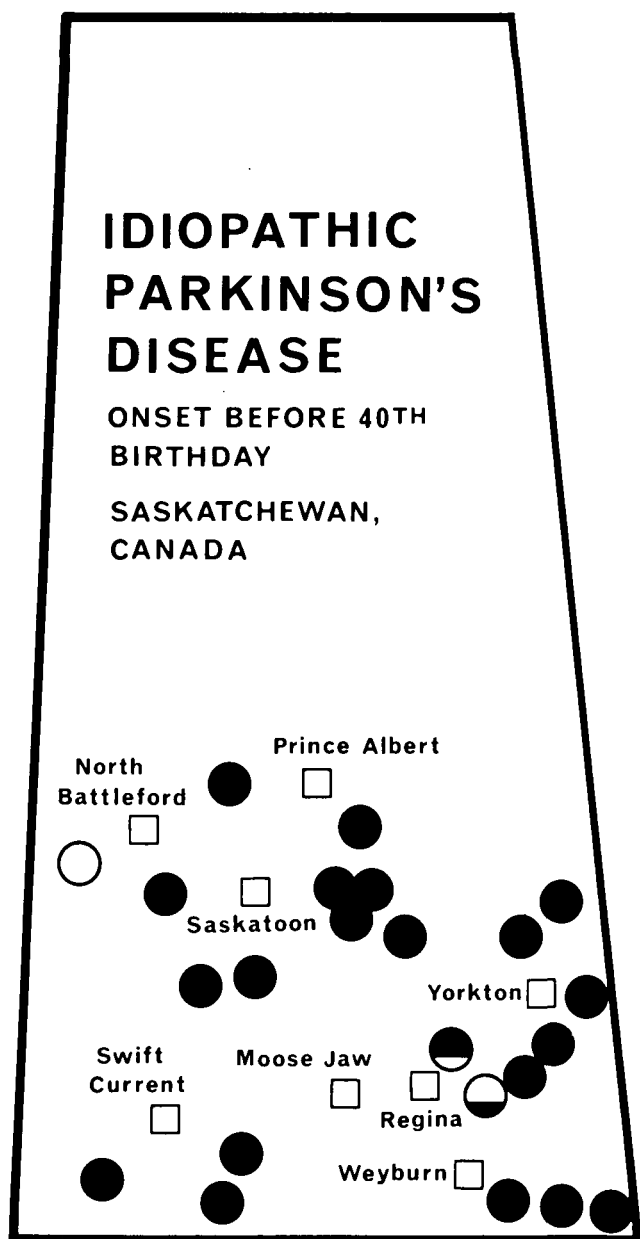 IDIOPATHIC
PARKINSON'S
DISEASE
ONSET BEFORE 40TH
BIRTHDAY
SASKATCHEWAN,
CANADA
Prince Albert
North
Battleford
Saskatoon
Yorkton
Swift
Current
Moose Jaw
Regina
Weyburn